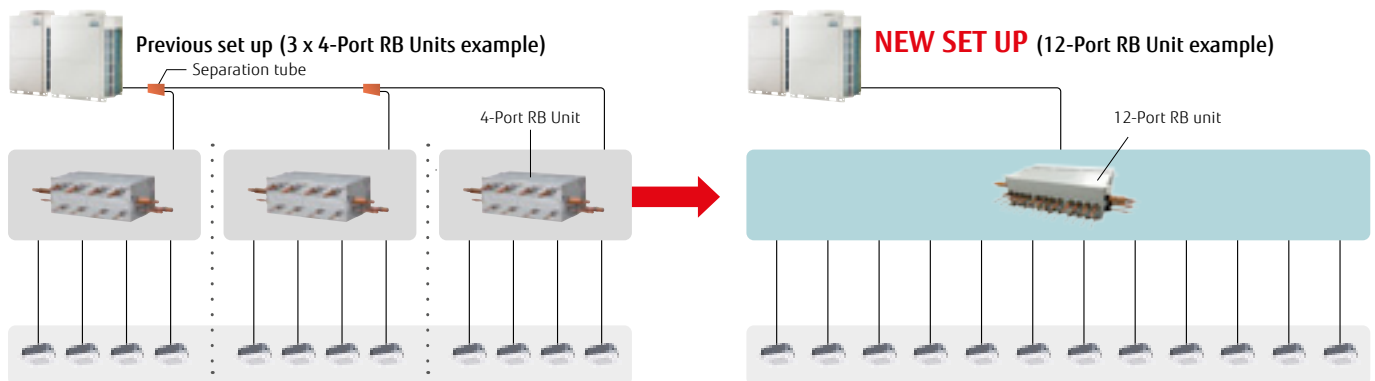 Previous set up (3 x 4-Port RB Units example)
Separation tube
4-Port RB Unit
NEW SET UP (12-Port RB Unit example)
12-Port RB unit